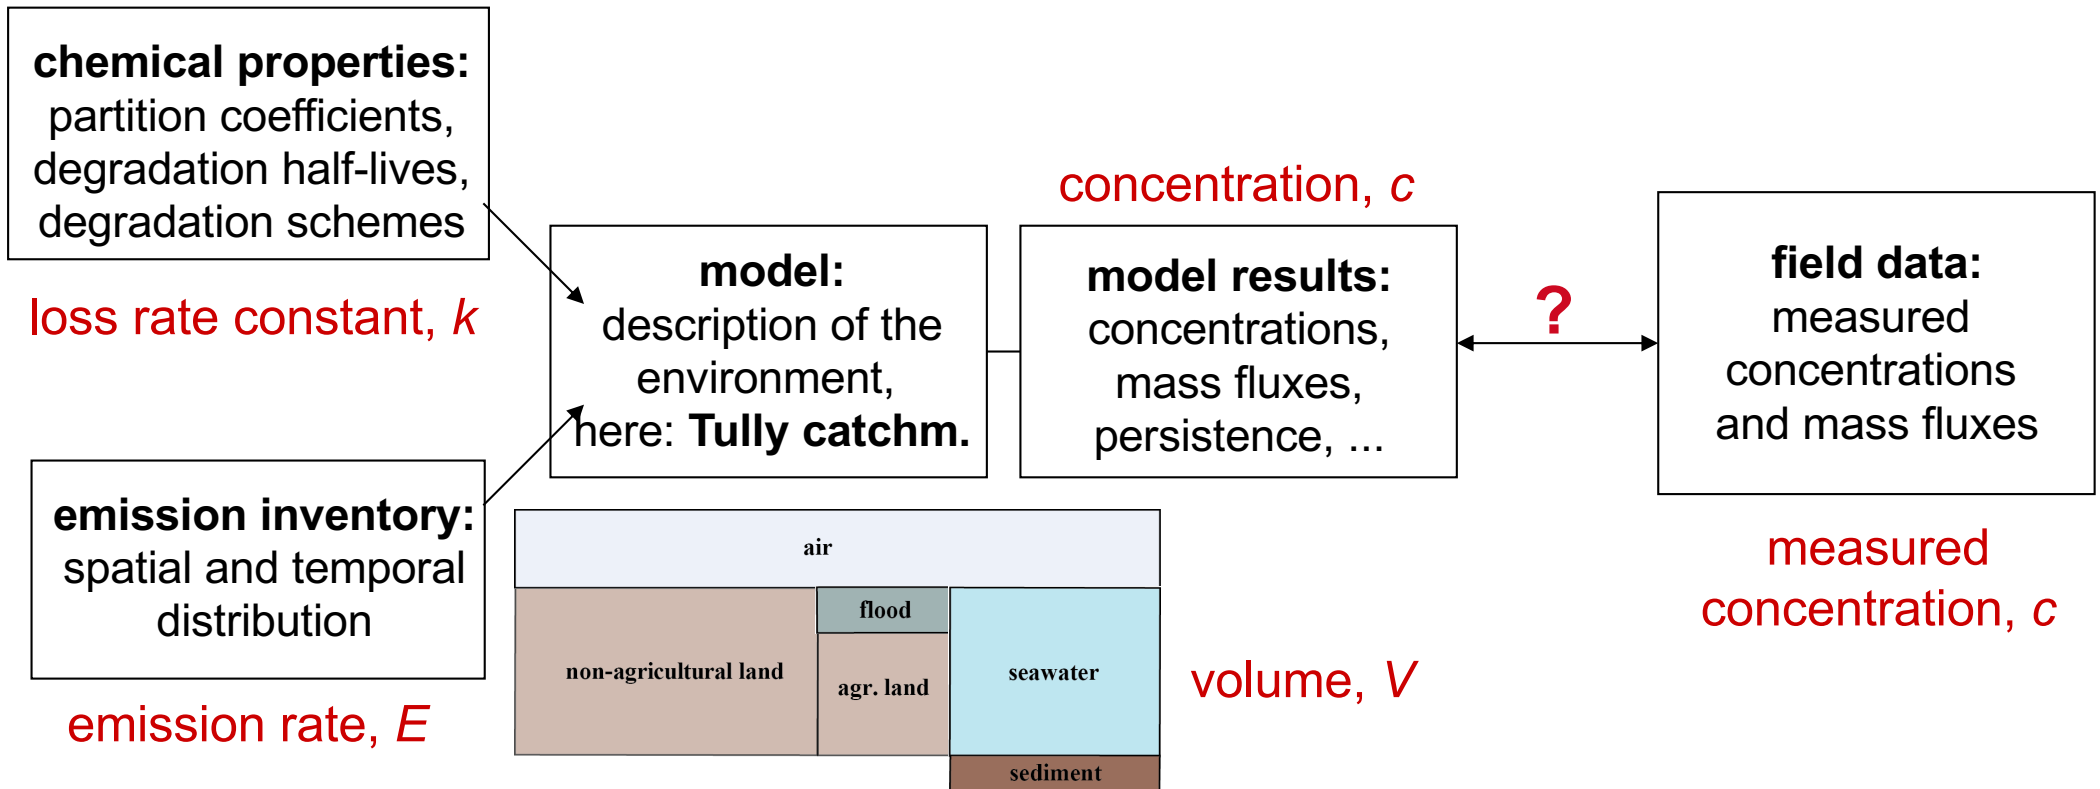 chemical properties:
partition coefficients,
degradation half-lives,
degradation schemes
loss rate constant, k
emission inventory:
spatial and temporal
distribution
emission rate, E
model:
description of the
environment,
here: Tully catchm.
air
flood
non-agricultural land
agr. land
seawater
sediment
volume, V
concentration, c
model results:
concentrations,
mass fluxes,
persistence, ...
?
field data:
measured
concentrations
and mass fluxes
measured
concentration, c